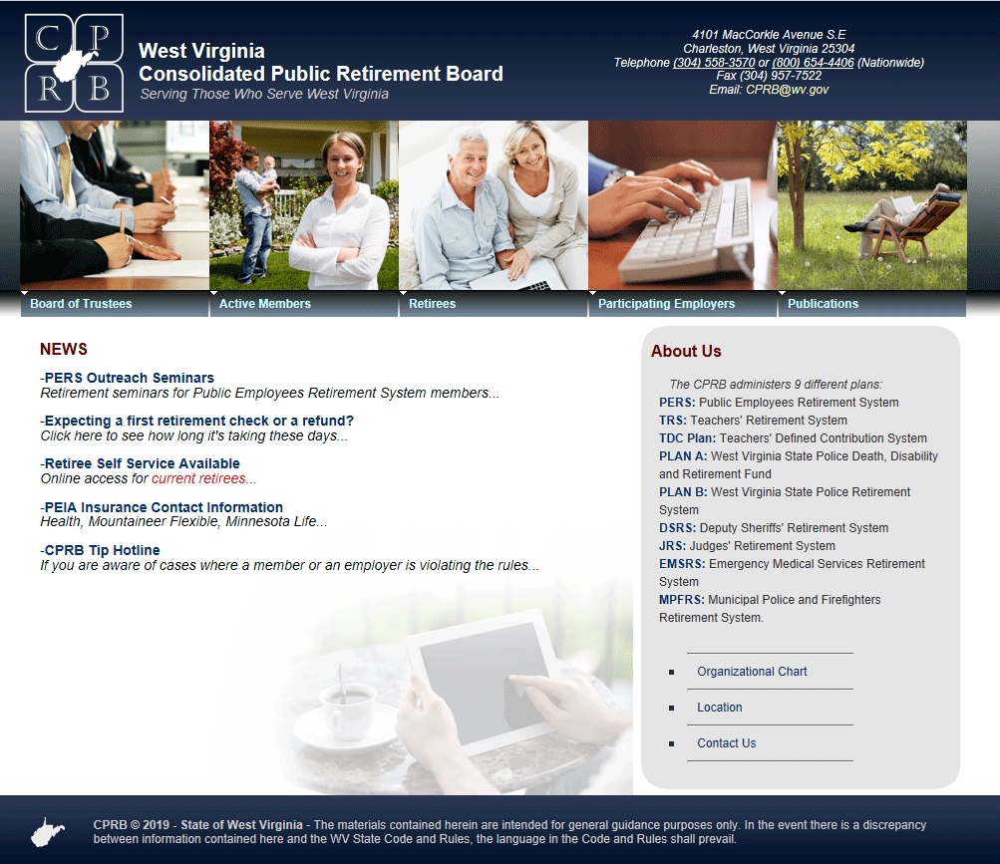 C P
R B
West Virginia
Consolidated Public Retirement Board
Serving Those Who Serve West Virginia
4101 MacCorkle Avenue S.E
Charleston, West Virginia 25304
Telephone (304) 558-3570 or (800) 654-4406 (Nationwide)
Fax (304) 957-7522
Email: CPRB@wv.gov
Board of Trustees
Active Members
Retirees
Participating Employers
Publications
NEWS
-PERS Outreach Seminars
Retirement seminars for Public Employees Retirement System members...
-Expecting a first retirement check or a refund?
Click here to see how long it's taking these days...
-Retiree Self Service Available
Online access for current retirees...
-PEIA Insurance Contact Information
Health, Mountaineer Flexible, Minnesota Life...
-CPRB Tip Hotline
If you are aware of cases where a member or an employer is violating the rules...
About Us
The CPRB administers 9 different plans:
PERS: Public Employees Retirement System
TRS: Teachers' Retirement System
TDC Plan: Teachers' Defined Contribution System
PLAN A: West Virginia State Police Death, Disability
and Retirement Fund
PLAN B: West Virginia State Police Retirement
System
DSRS: Deputy Sheriffs' Retirement System
JRS: Judges' Retirement System
EMSRS: Emergency Medical Services Retirement
System
MPFRS: Municipal Police and Firefighters
Retirement System.
Organizational Chart
Location
Contact Us
CPRB © 2019 - State of West Virginia - The materials contained herein are intended for general guidance purposes only. In the event there is a discrepancy
between information contained here and the WV State Code and Rules, the language in the Code and Rules shall prevail.